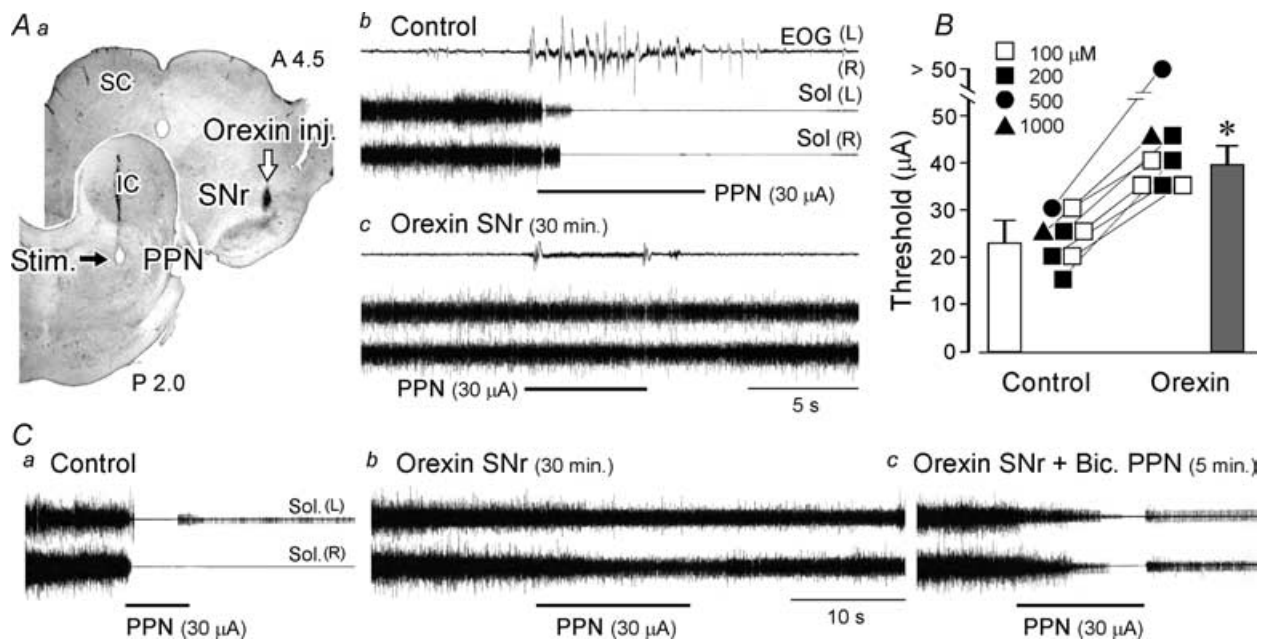 A
a
A 4.5
SC
Orexin inj.
IC
SNr
Stim.
PPN
P 2.0
b Control
EOG (L)
(R)
Sol (L)
Sol (R)
PPN (30 μA)
c Orexin SNr (30 min.)
PPN (30 μA)
5 s
B
100 μM
200
500
1000
>
50
50
40
30
20
10
0
Threshold (μA)
*
Control
Orexin
C
a Control
Sol. (L)
Sol. (R)
PPN (30 μA)
b Orexin SNr (30 min.)
PPN (30 μA)
10 s
c Orexin SNr + Bic. PPN (5 min.)
PPN (30 μA)